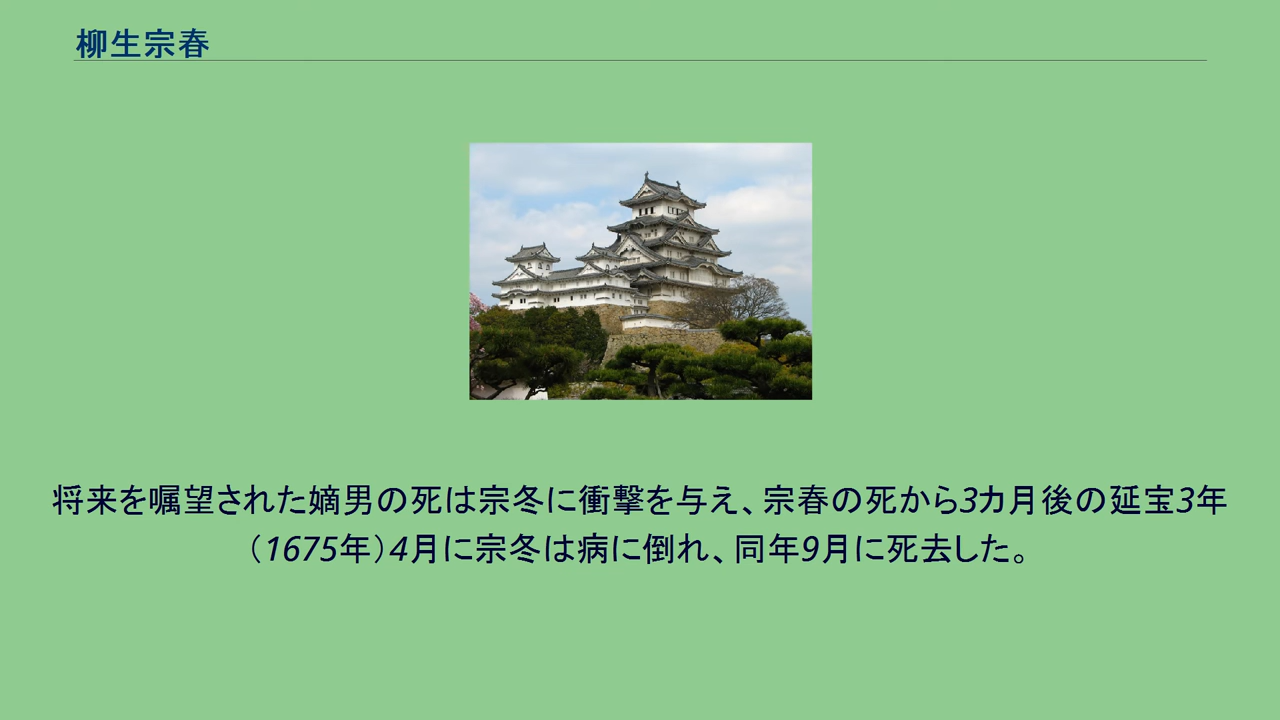 柳生宗春
将来を嘱望された嫡男の死は宗冬に衝撃を与え、宗春の死から3カ月後の延宝3年
（1675年）4月に宗冬は病に倒れ、同年9月に死去した。